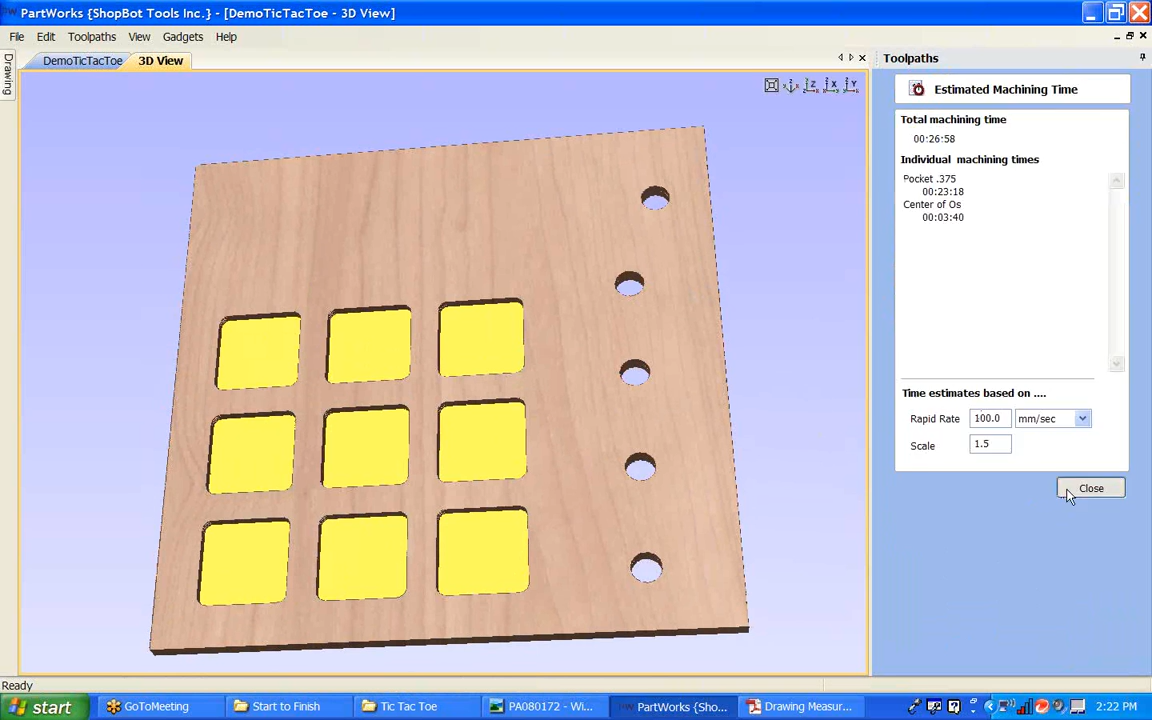 PartWorks {ShopBot Tools Inc.} - [DemoTicTacToe - 3D View]
File Edit Toolpaths View Gadgets Help
DemoTicTacToe 3D View
Drawing
Toolpaths
Estimated Machining Time
Total machining time
00:26:58
Individual machining times
Pocket .375
00:23:18
Center of Os
00:03:40
Time estimates based on ....
Rapid Rate 100.0 mm/sec
Scale 1.5
Close
Ready
start GoToMeeting Start to Finish Tic Tac Toe PA080172 - Wi... PartWorks {Sho... Drawing Measur... 2:22 PM